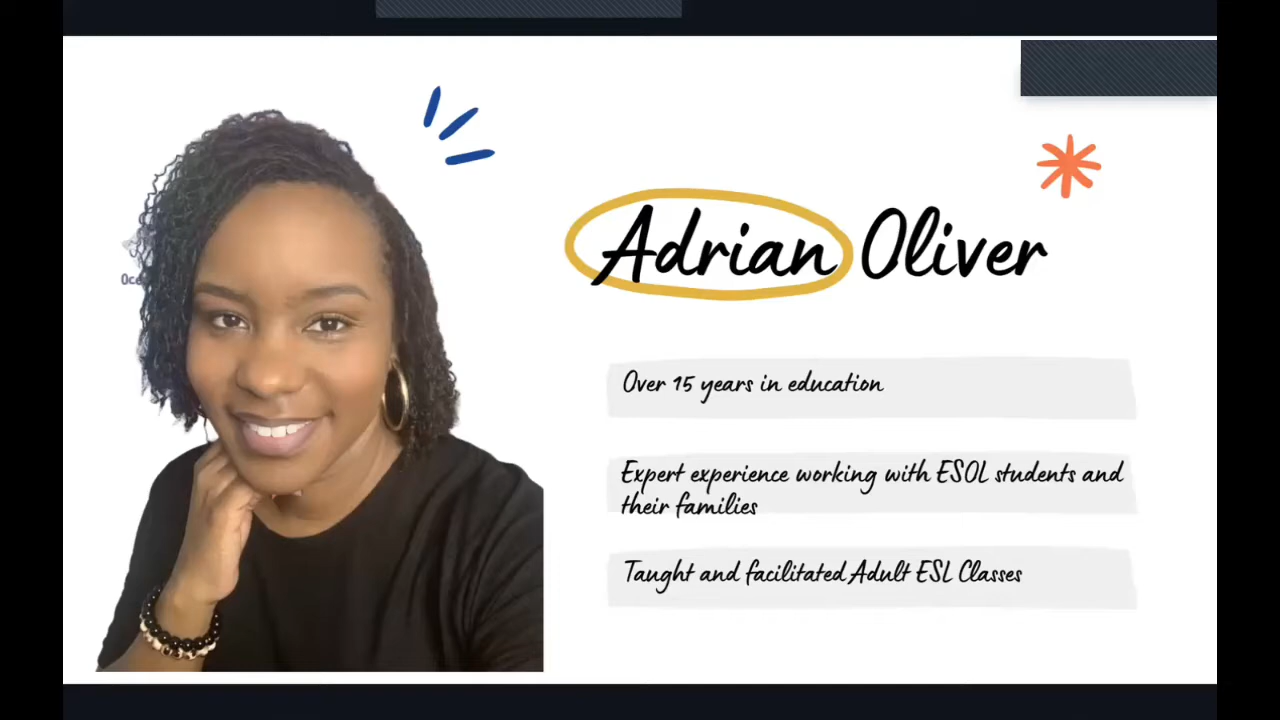 Adrian Oliver
Over 15 years in education
Expert experience working with ESOL students and
their families
Taught and facilitated Adult ESL Classes